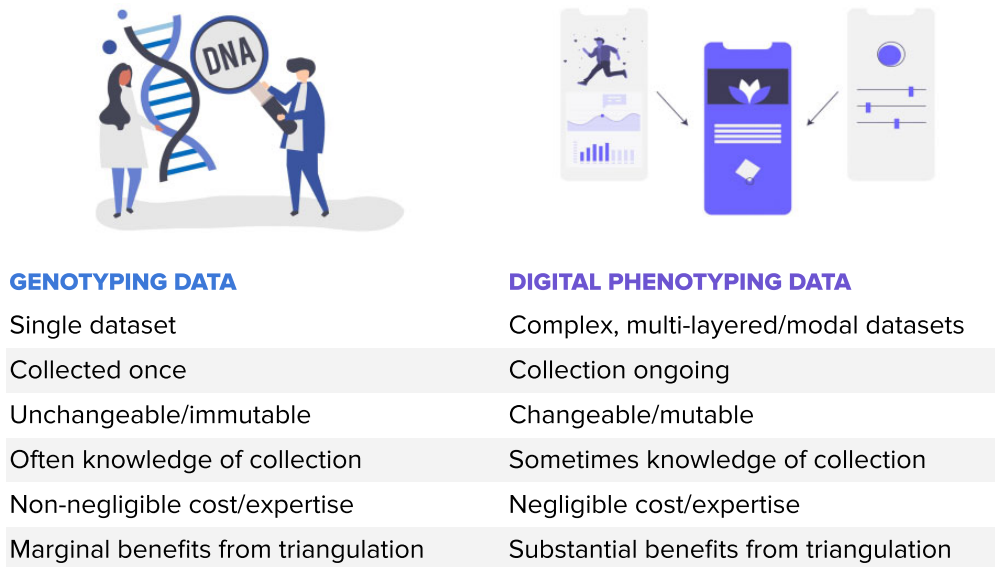 DNA
GENOTYPING DATA
DIGITAL PHENOTYPING DATA
Single dataset
Complex, multi-layered/modal datasets
Collected once
Collection ongoing
Unchangeable/immutable
Changeable/mutable
Often knowledge of collection
Sometimes knowledge of collection
Non-negligible cost/expertise
Negligible cost/expertise
Marginal benefits from triangulation
Substantial benefits from triangulation